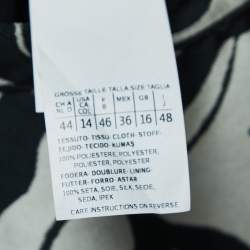 GRÖSSE TAILLE TALLA SIZE TAGLIA
CH A NL D USA CA F B MEX GB I J
44 14 46 36 16 48
TESSUTO-TISSU-CLOTH-STOFF-
TEJIDO-TECIDO-KUMAS
100% POLIESTERE, POLYESTER,
POLIESTER, POLYESTER
FODERA-DOUBLURE-LINING-
FUTTER-FORRO-ASTAR
100% SETA, SOIE, SILK, SEIDE,
SEDA, IPEK
CARE INSTRUCTIONS ON REVERSE